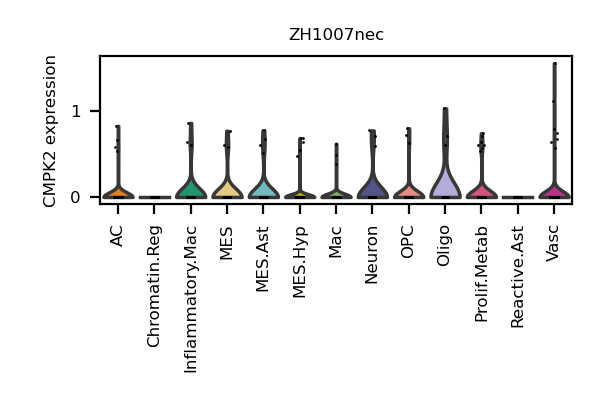 ZH1007nec
CMPK2 expression
1
0
AC
Chromatin.Reg
Inflammatory.Mac
MES
MES.Ast
MES.Hyp
Mac
Neuron
OPC
Oligo
Prolif.Metab
Reactive.Ast
Vasc